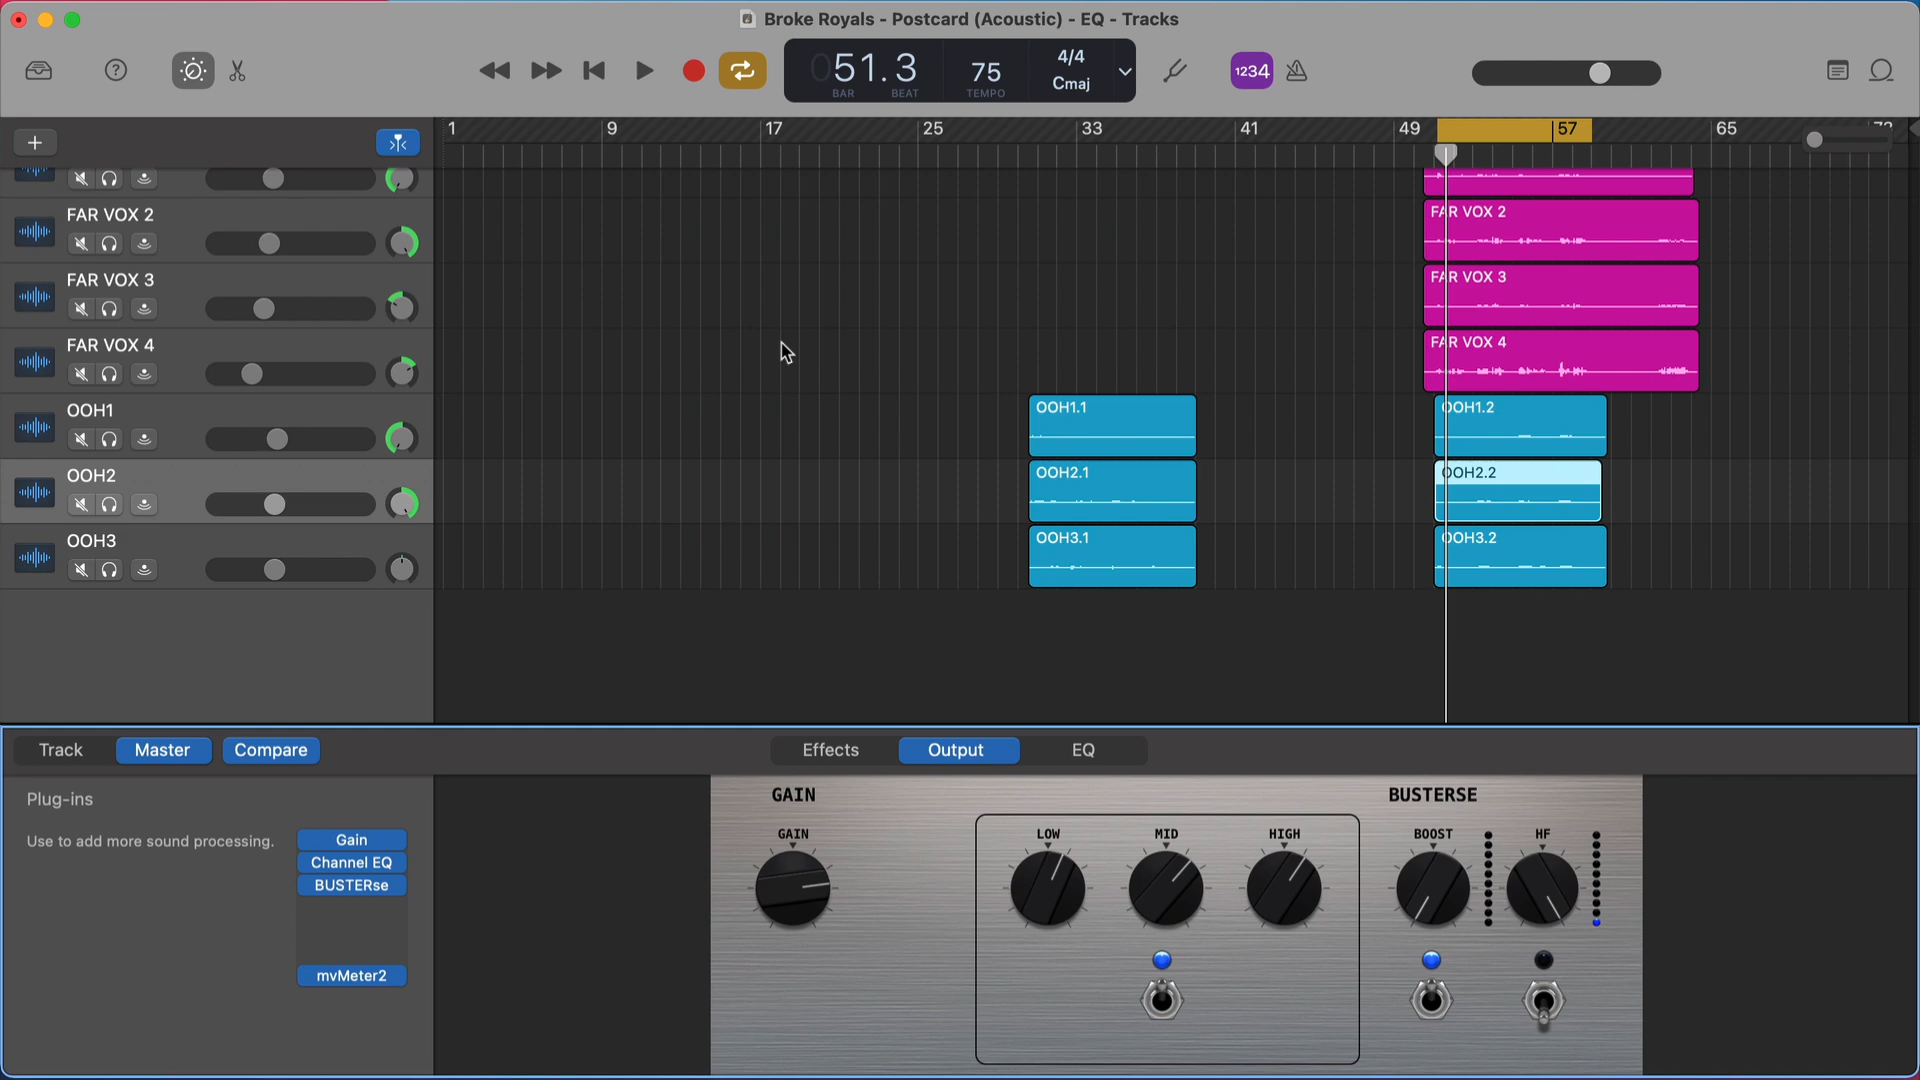 Broke Royals - Postcard (Acoustic) - EQ - Tracks
051.3
BAR
BEAT
75
TEMPO
4/4
Cmaj
1234
1
9
17
25
33
41
49
57
65
FAR VOX 2
FAR VOX 2
FAR VOX 3
FAR VOX 3
FAR VOX 4
FAR VOX 4
OOH1
OOH1.1
OOH1.2
OOH2
OOH2.1
OOH2.2
OOH3
OOH3.1
OOH3.2
Track
Master
Compare
Effects
Output
EQ
Plug-ins
Use to add more sound processing.
Gain
Channel EQ
BUSTERse
mvMeter2
GAIN
BUSTERSE
GAIN
LOW
MID
HIGH
BOOST
HF